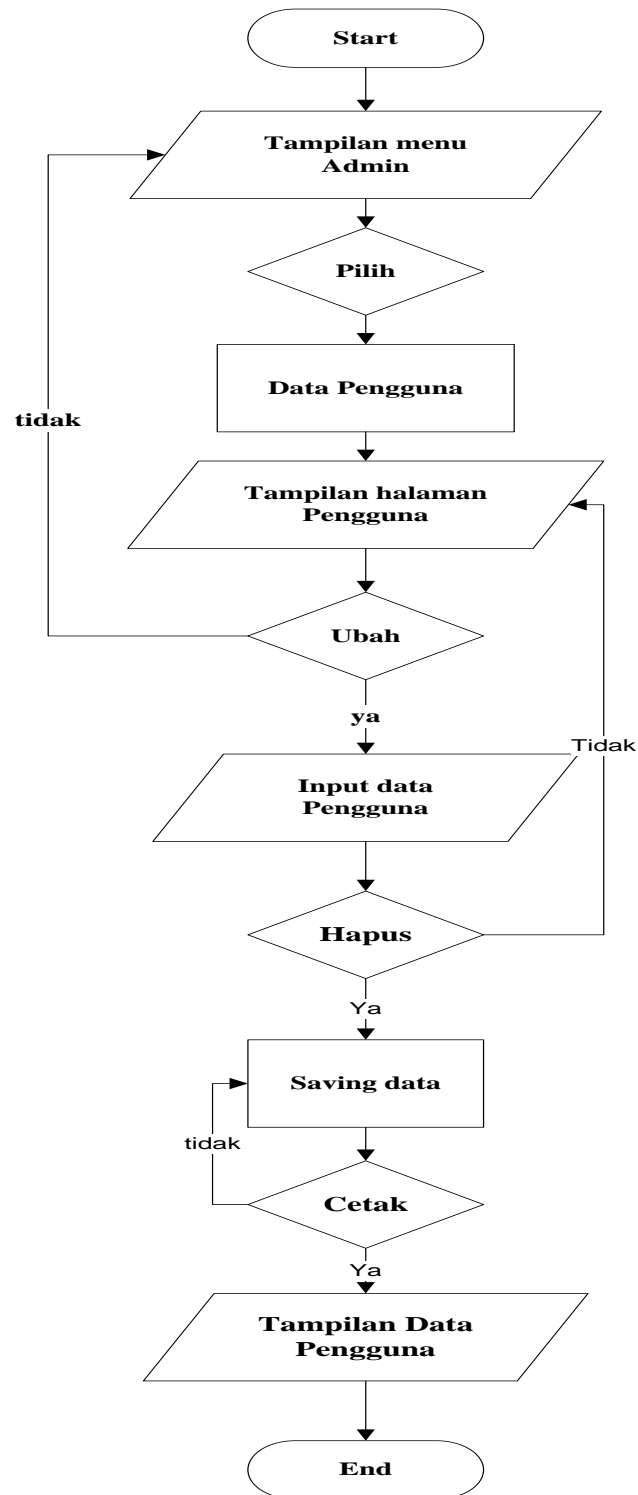 Start
Tampilan menu
Admin
Pilih
Data Pengguna
tidak
Tampilan halaman
Pengguna
Ubah
ya
Tidak
Input data
Pengguna
Hapus
Ya
Saving data
tidak
Cetak
Ya
Tampilan Data
Pengguna
End